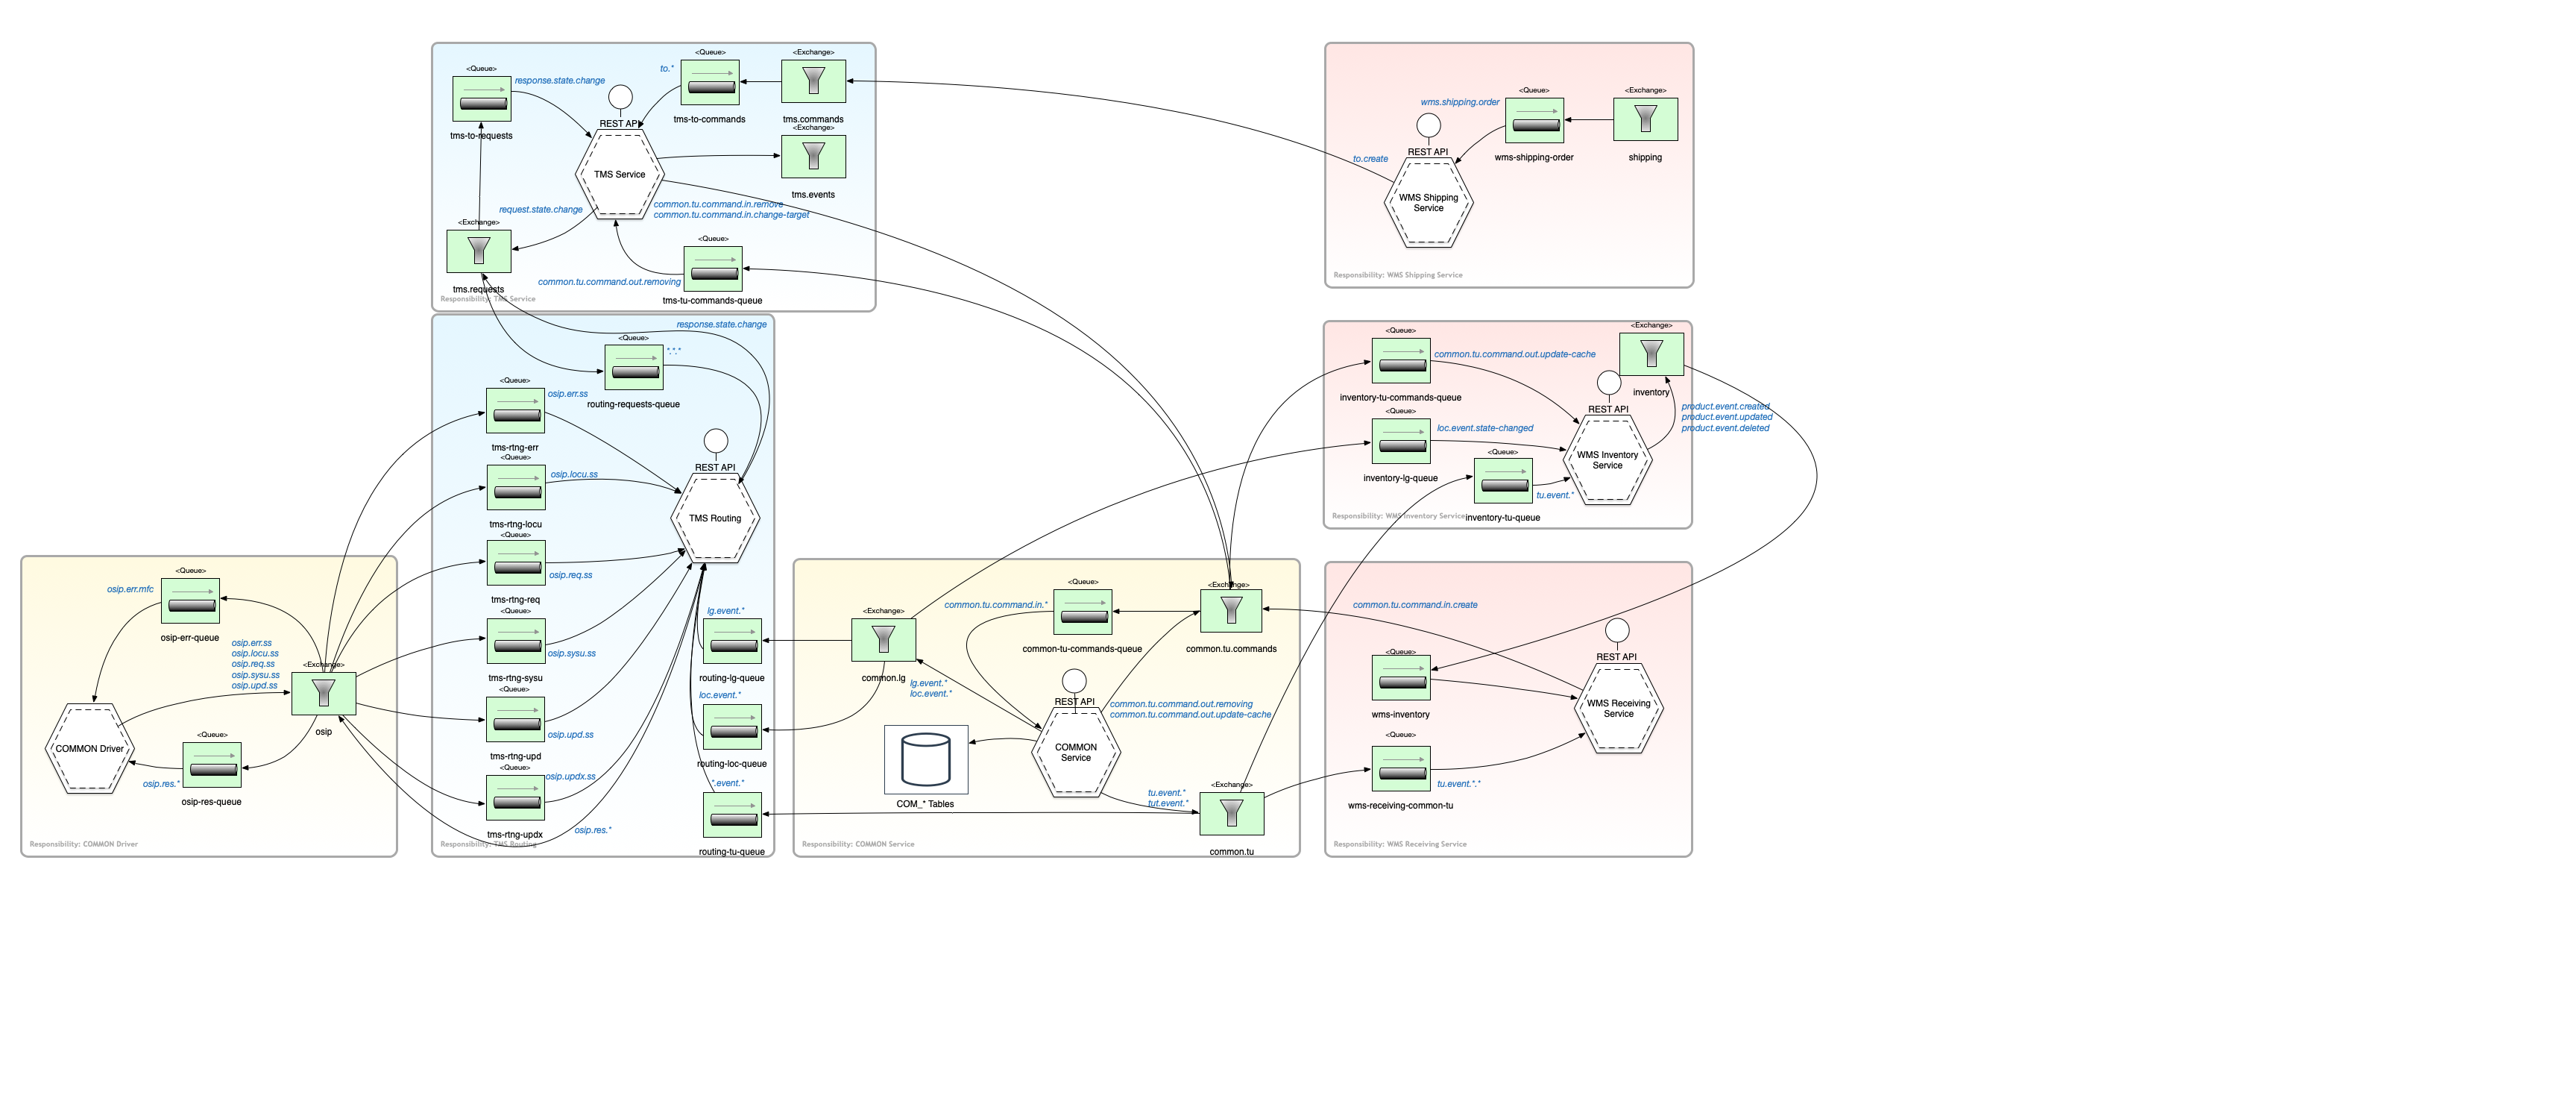 <Queue>
response.state.change
tms-to-requests
REST API
TMS Service
to.*
<Queue>
tms-to-commands
<Exchange>
tms.commands
<Exchange>
tms.events
request.state.change
<Exchange>
tms.requests
common.tu.command.in.remove
common.tu.command.in.change-target
<Queue>
common.tu.command.out.removing
tms-tu-commands-queue
Responsibility: TMS Service
to.create
REST API
WMS Shipping
Service
wms.shipping.order
<Queue>
wms-shipping-order
<Exchange>
shipping
Responsibility: WMS Shipping Service
response.state.change
<Queue>
*.*.*
routing-requests-queue
<Queue>
osip.err.ss
tms-rtng-err
<Queue>
osip.locu.ss
tms-rtng-locu
<Queue>
osip.req.ss
tms-rtng-req
<Queue>
osip.sysu.ss
tms-rtng-sysu
<Queue>
osip.upd.ss
tms-rtng-upd
<Queue>
osip.updx.ss
tms-rtng-updx
osip.res.*
REST API
TMS Routing
lg.event.*
routing-lg-queue
loc.event.*
routing-loc-queue
*.event.*
routing-tu-queue
Responsibility: TMS Routing
<Queue>
common.tu.command.out.update-cache
inventory-tu-commands-queue
<Queue>
loc.event.state-changed
inventory-lg-queue
<Queue>
tu.event.*
inventory-tu-queue
<Exchange>
inventory
REST API
WMS Inventory
Service
product.event.created
product.event.updated
product.event.deleted
Responsibility: WMS Inventory Service
<Queue>
osip.err.mfc
osip-err-queue
osip.err.ss
osip.locu.ss
osip.req.ss
osip.sysu.ss
osip.upd.ss
<Exchange>
osip
COMMON Driver
<Queue>
osip.res.*
osip-res-queue
Responsibility: COMMON Driver
<Exchange>
common.lg
lg.event.*
loc.event.*
<Queue>
common.tu.command.in.*
common-tu-commands-queue
<Exchange>
common.tu.commands
REST API
COMMON
Service
common.tu.command.out.removing
common.tu.command.out.update-cache
COM_* Tables
tu.event.*
tut.event.*
<Exchange>
common.tu
Responsibility: COMMON Service
common.tu.command.in.create
REST API
WMS Receiving
Service
<Queue>
wms-inventory
<Queue>
tu.event.*.*
wms-receiving-common-tu
Responsibility: WMS Receiving Service